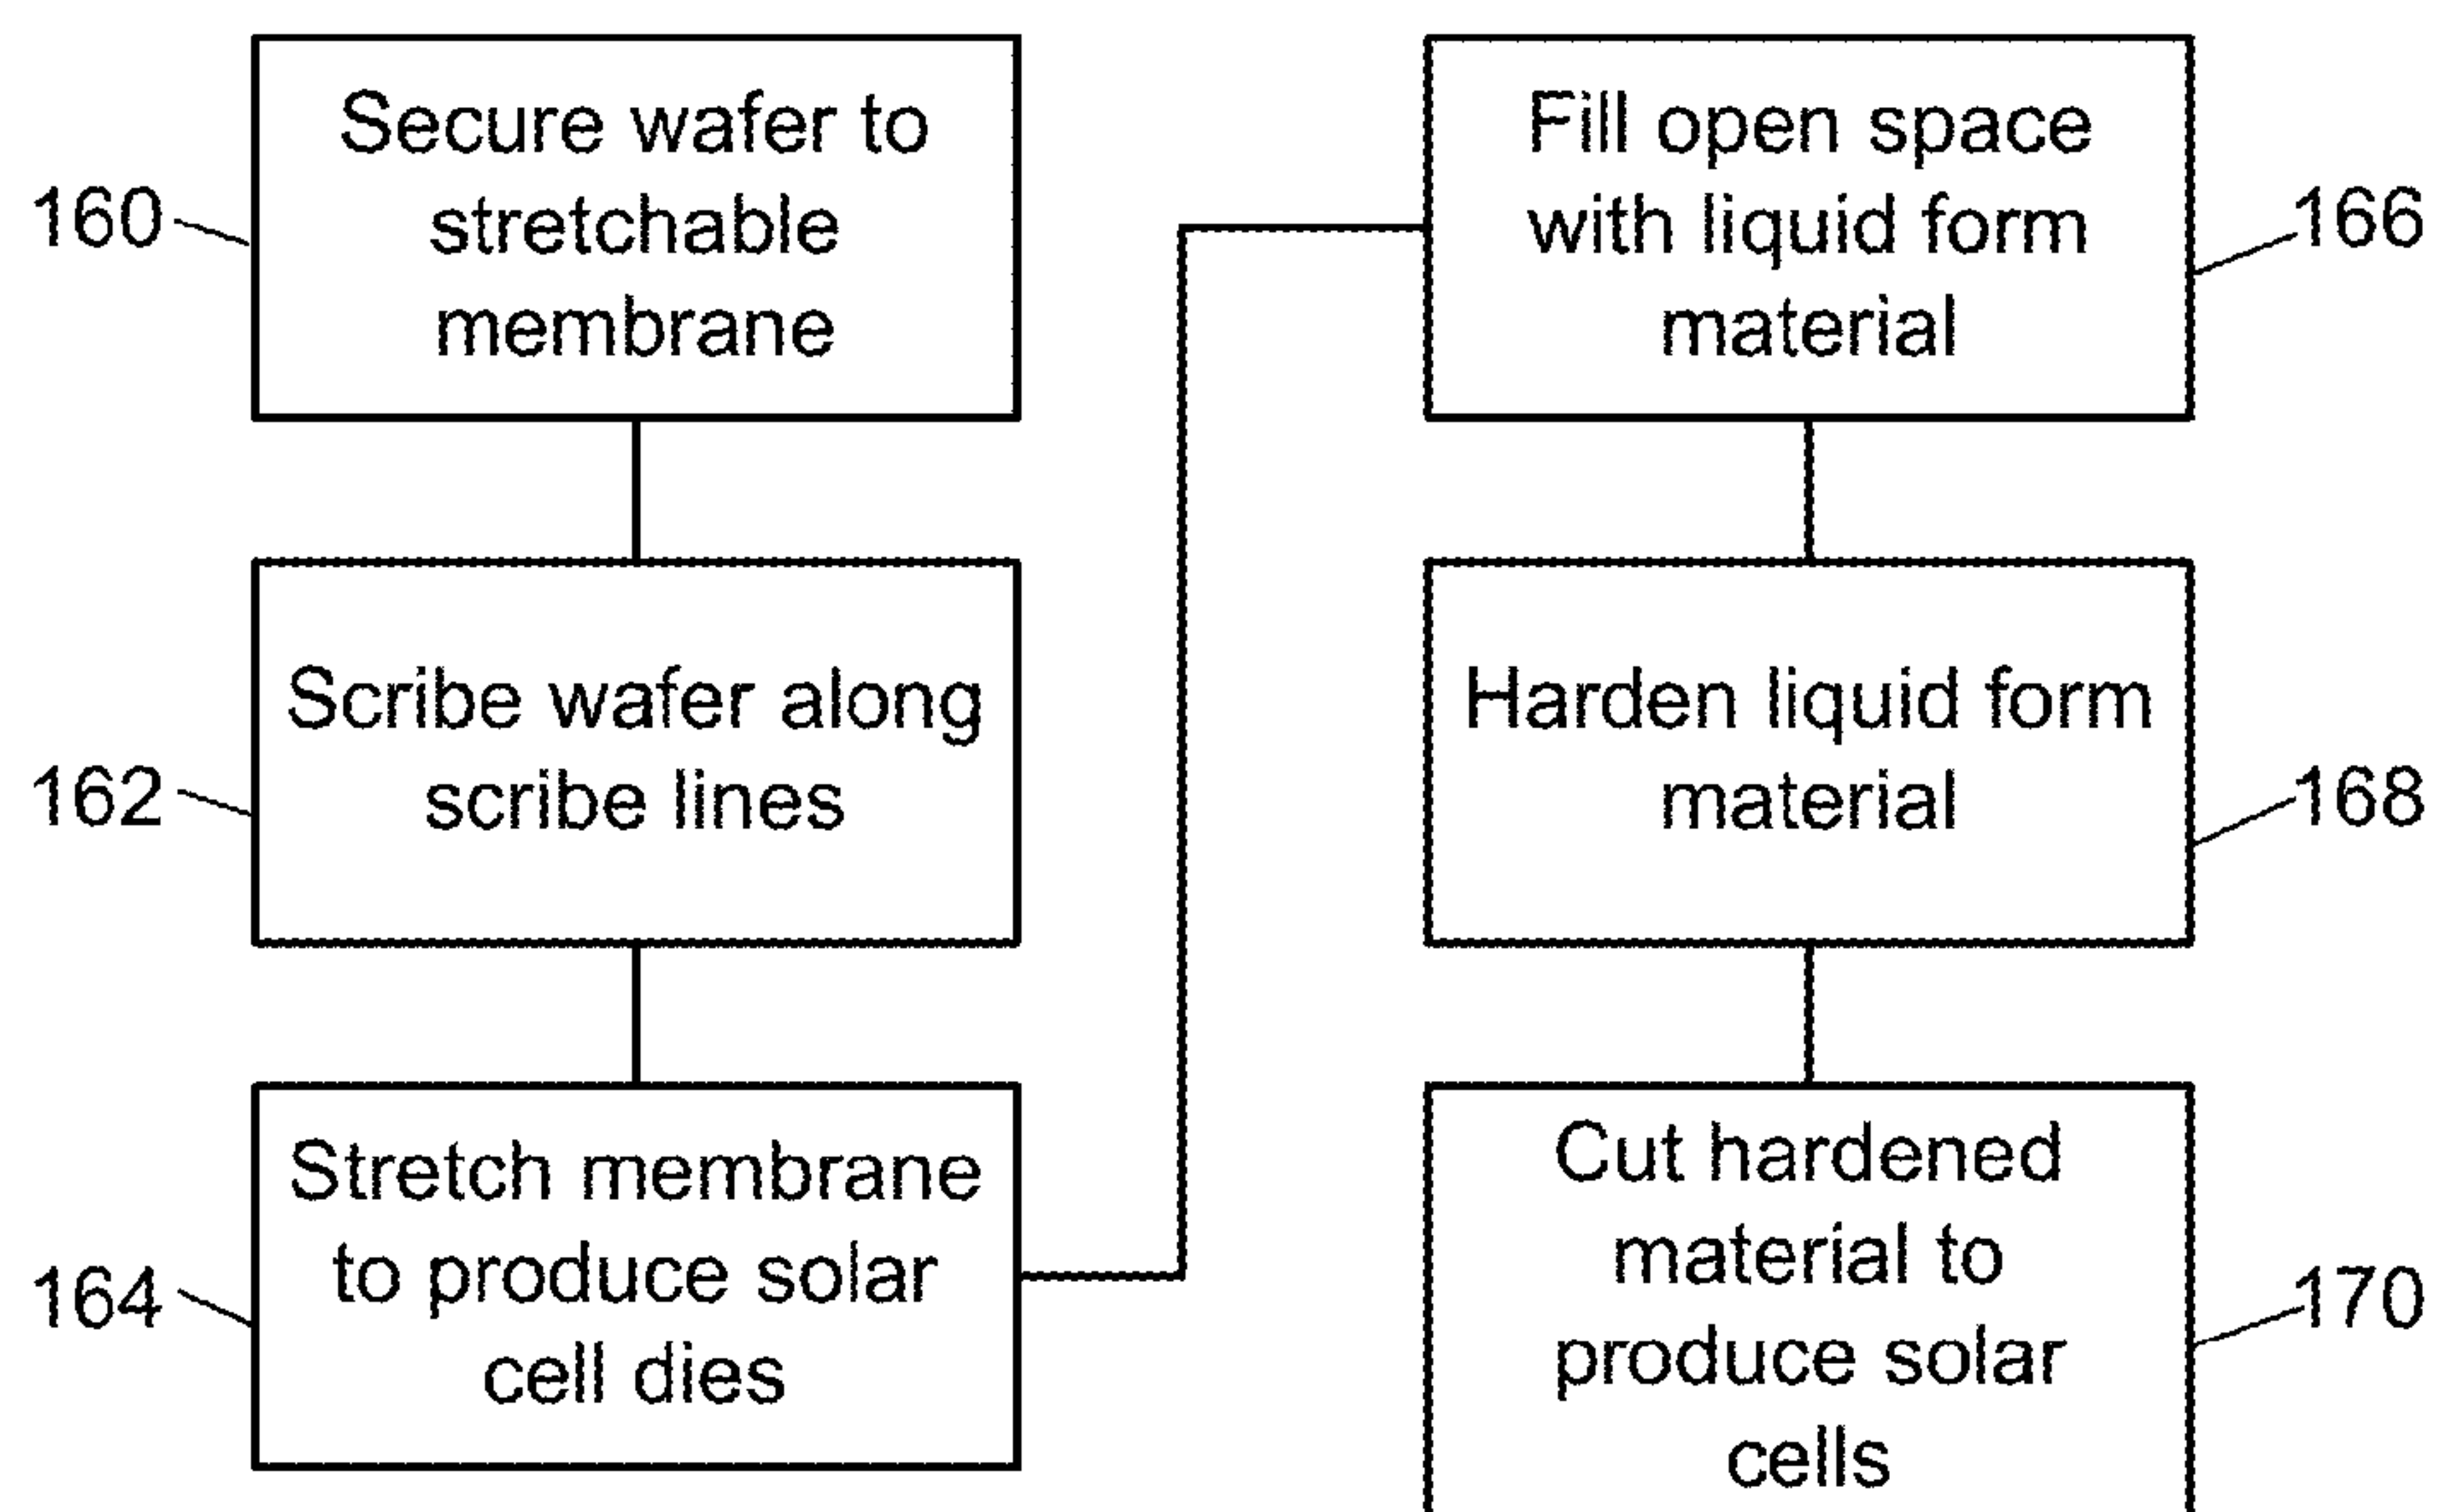 160
Secure wafer to
stretchable
membrane
162
Scribe wafer along
scribe lines
164
Stretch membrane
to produce solar
cell dies
Fill open space
with liquid form
material
166
Harden liquid form
material
168
Cut hardened
material to
produce solar
cells
170